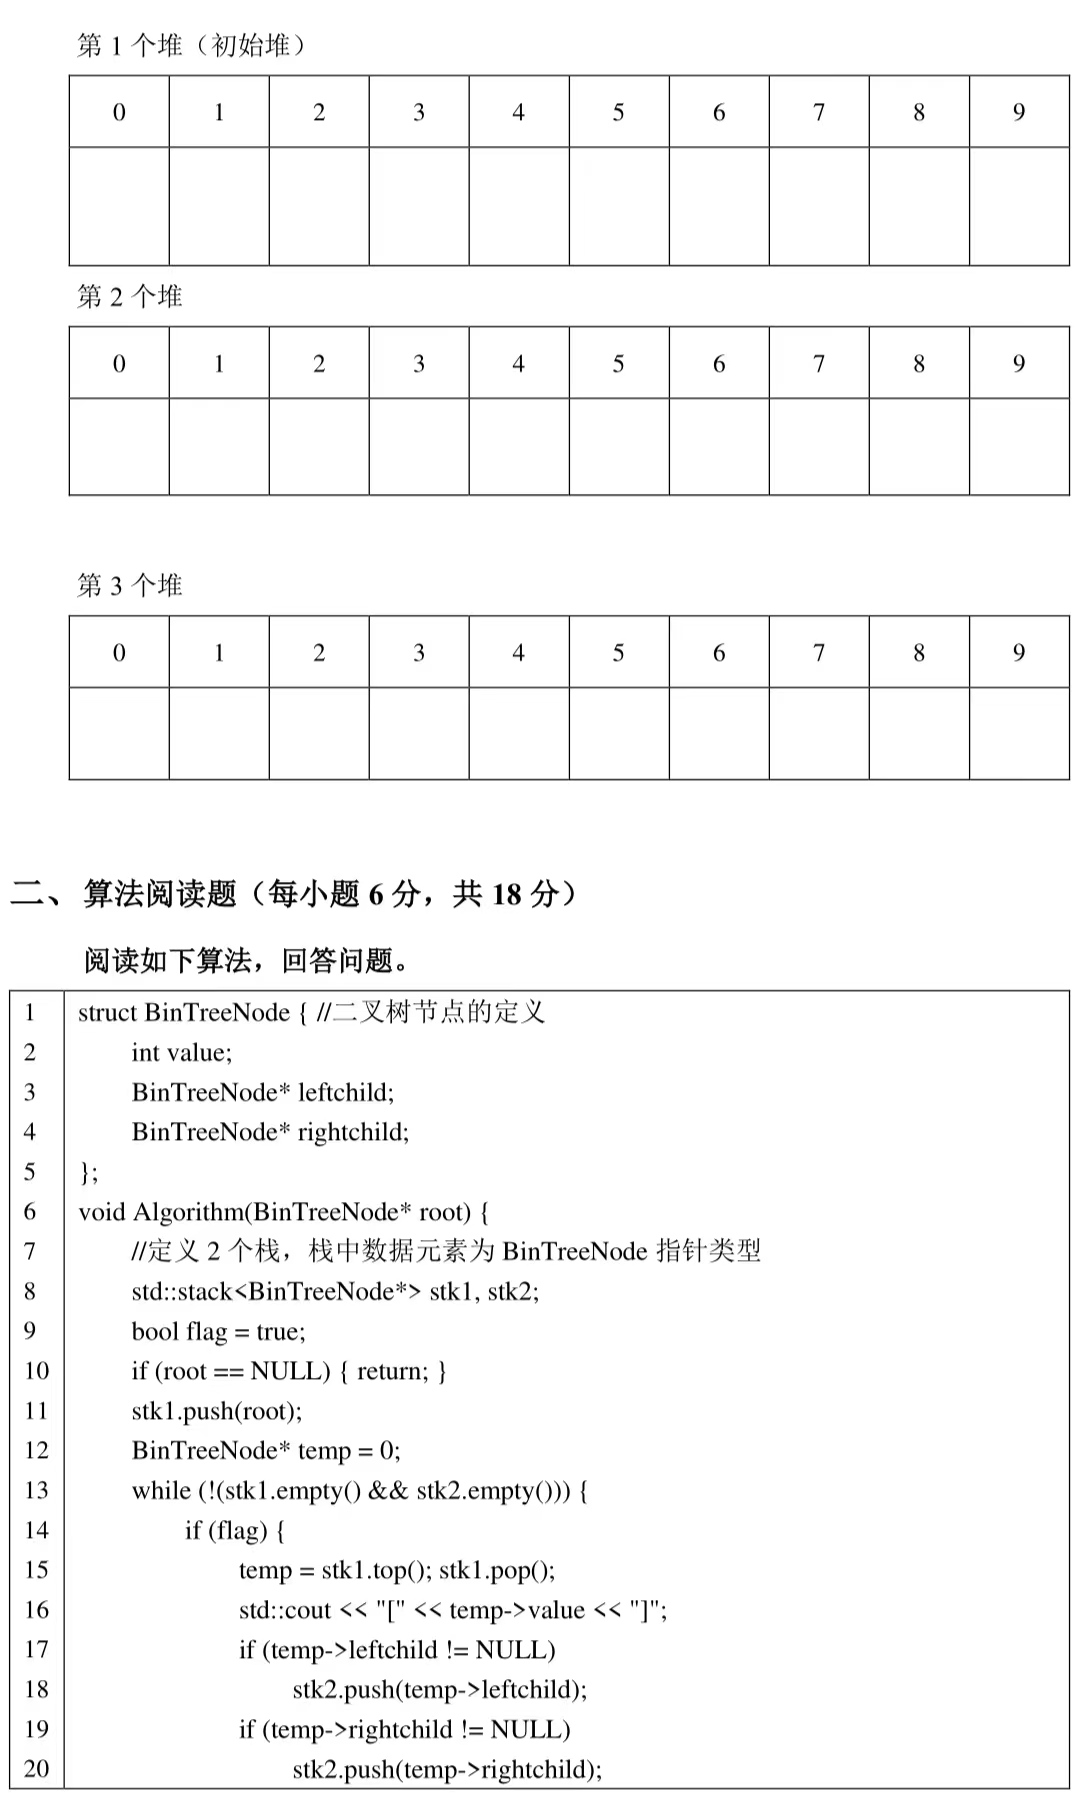 第 1 个堆（初始堆）
0 1 2 3 4 5 6 7 8 9
第 2 个堆
0 1 2 3 4 5 6 7 8 9
第 3 个堆
0 1 2 3 4 5 6 7 8 9
二、 算法阅读题（每小题 6 分，共 18 分）
阅读如下算法，回答问题。
1 struct BinTreeNode { //二叉树节点的定义
2 int value;
3 BinTreeNode* leftchild;
4 BinTreeNode* rightchild;
5 };
6 void Algorithm(BinTreeNode* root) {
7 //定义 2 个栈，栈中数据元素为 BinTreeNode 指针类型
8 std::stack<BinTreeNode*> stk1, stk2;
9 bool flag = true;
10 if (root == NULL) { return; }
11 stk1.push(root);
12 BinTreeNode* temp = 0;
13 while (!(stk1.empty() && stk2.empty())) {
14 if (flag) {
15 temp = stk1.top(); stk1.pop();
16 std::cout << "[" << temp->value << "]";
17 if (temp->leftchild != NULL)
18 stk2.push(temp->leftchild);
19 if (temp->rightchild != NULL)
20 stk2.push(temp->rightchild);